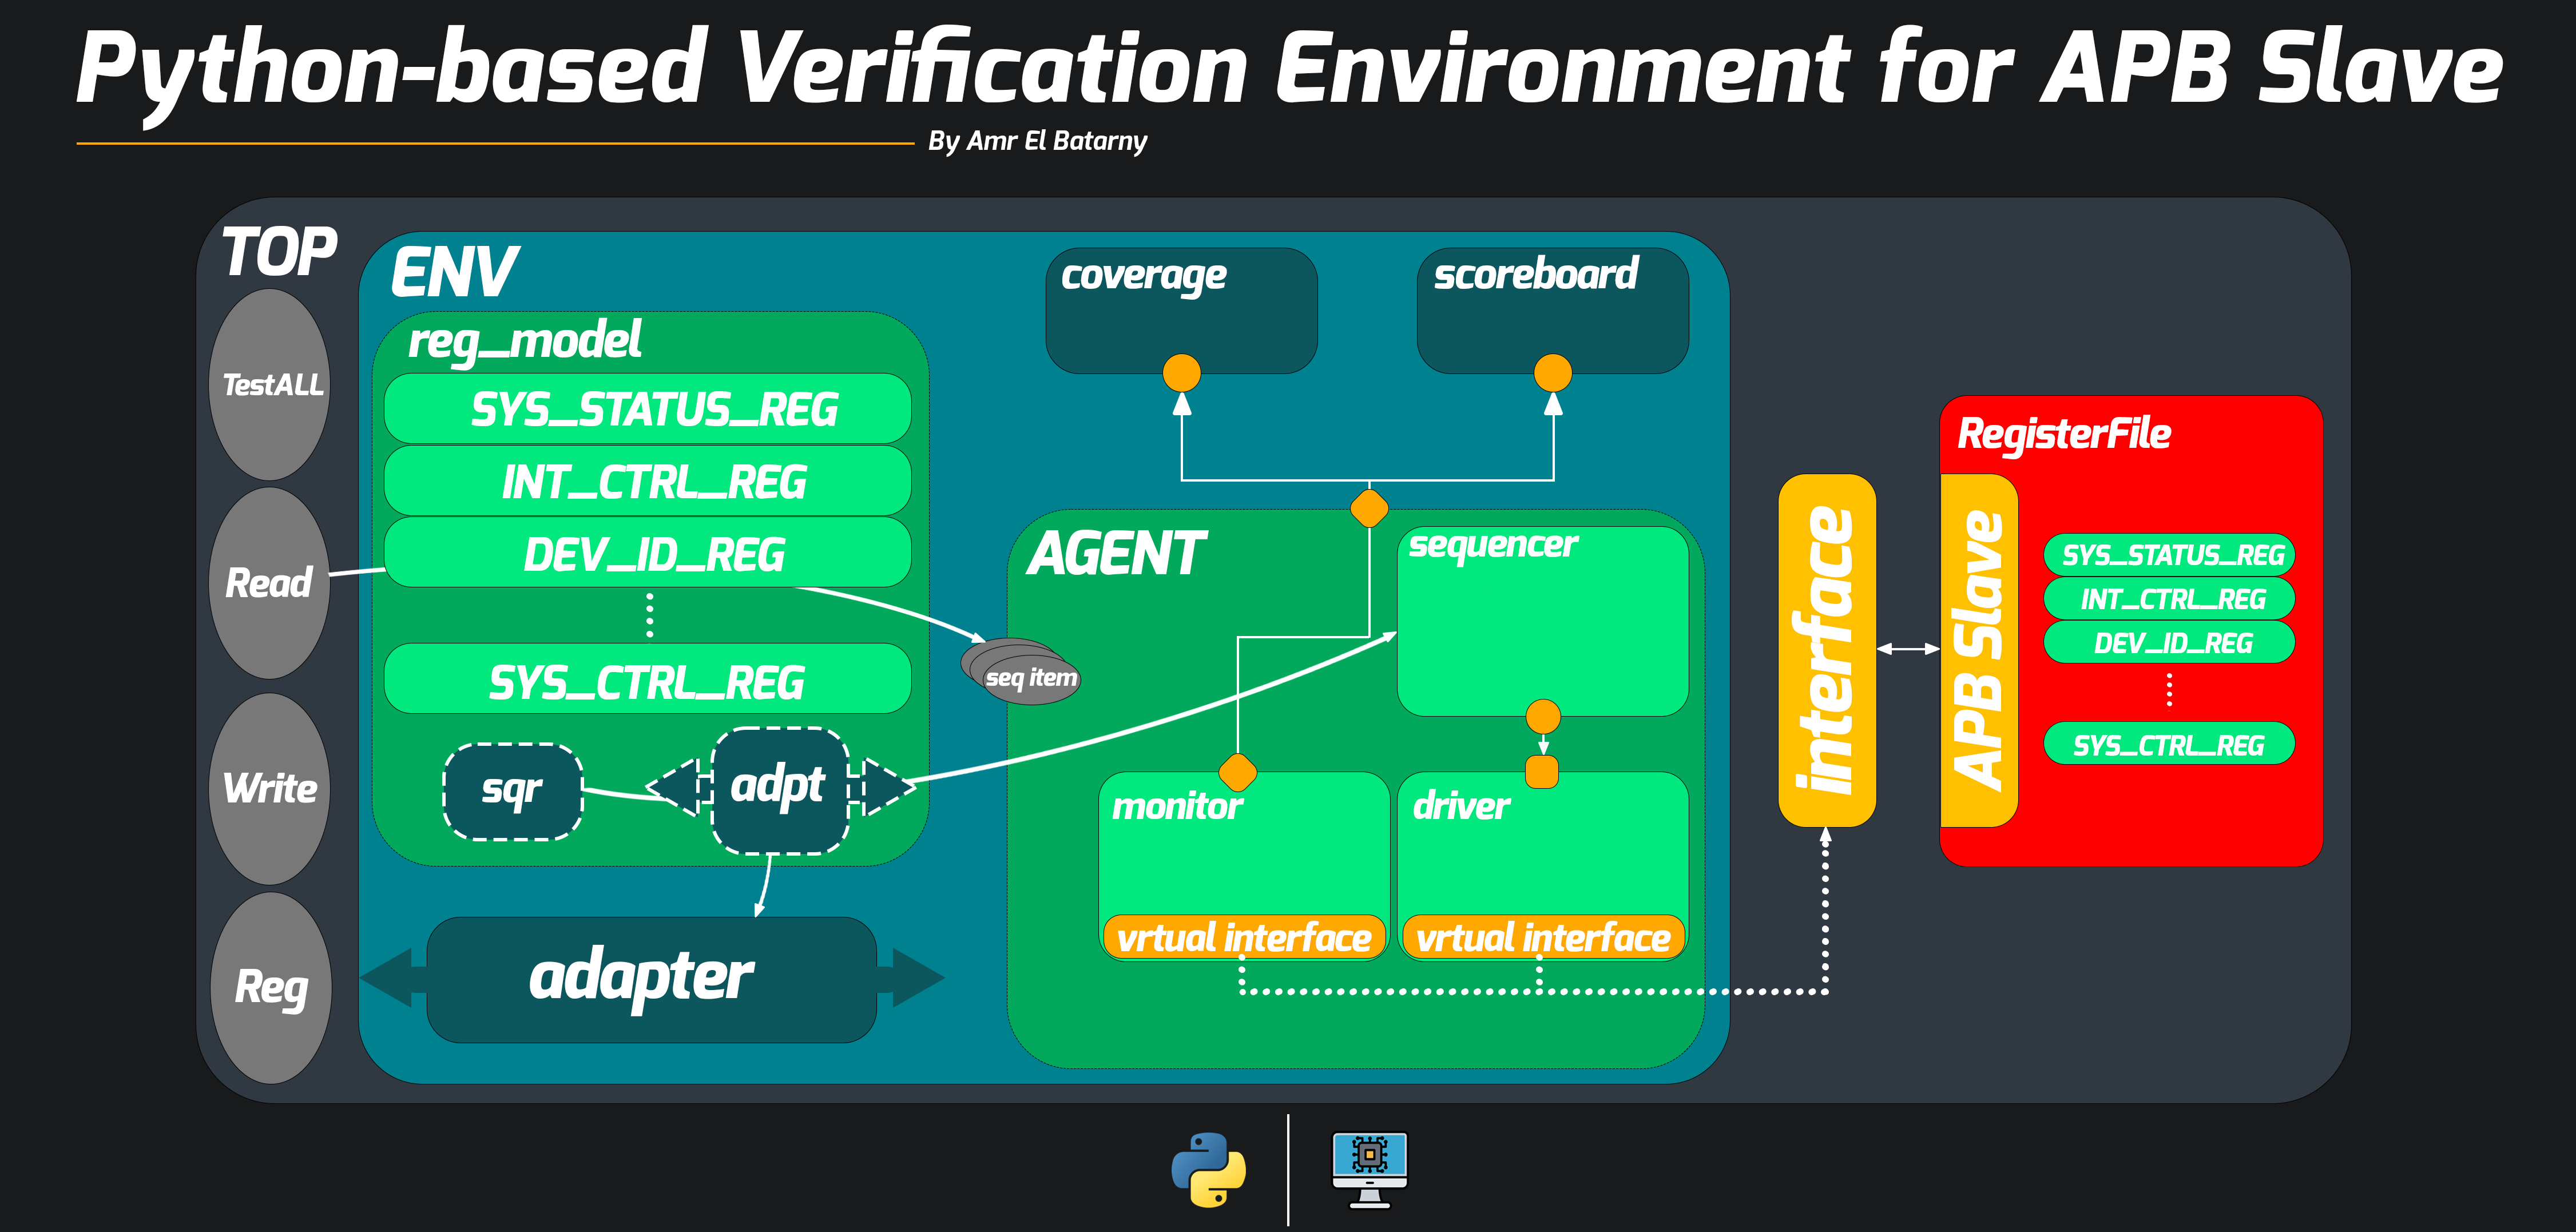 Python-based Verification Environment for APB Slave
By Amr El Batarny
TOP
TestALL
Read
Write
Reg
ENV
reg_model
SYS_STATUS_REG
INT_CTRL_REG
DEV_ID_REG
SYS_CTRL_REG
sqr
adpt
adapter
coverage
scoreboard
seq item
AGENT
sequencer
monitor
vrtual interface
driver
vrtual interface
interface
RegisterFile
APB Slave
SYS_STATUS_REG
INT_CTRL_REG
DEV_ID_REG
SYS_CTRL_REG